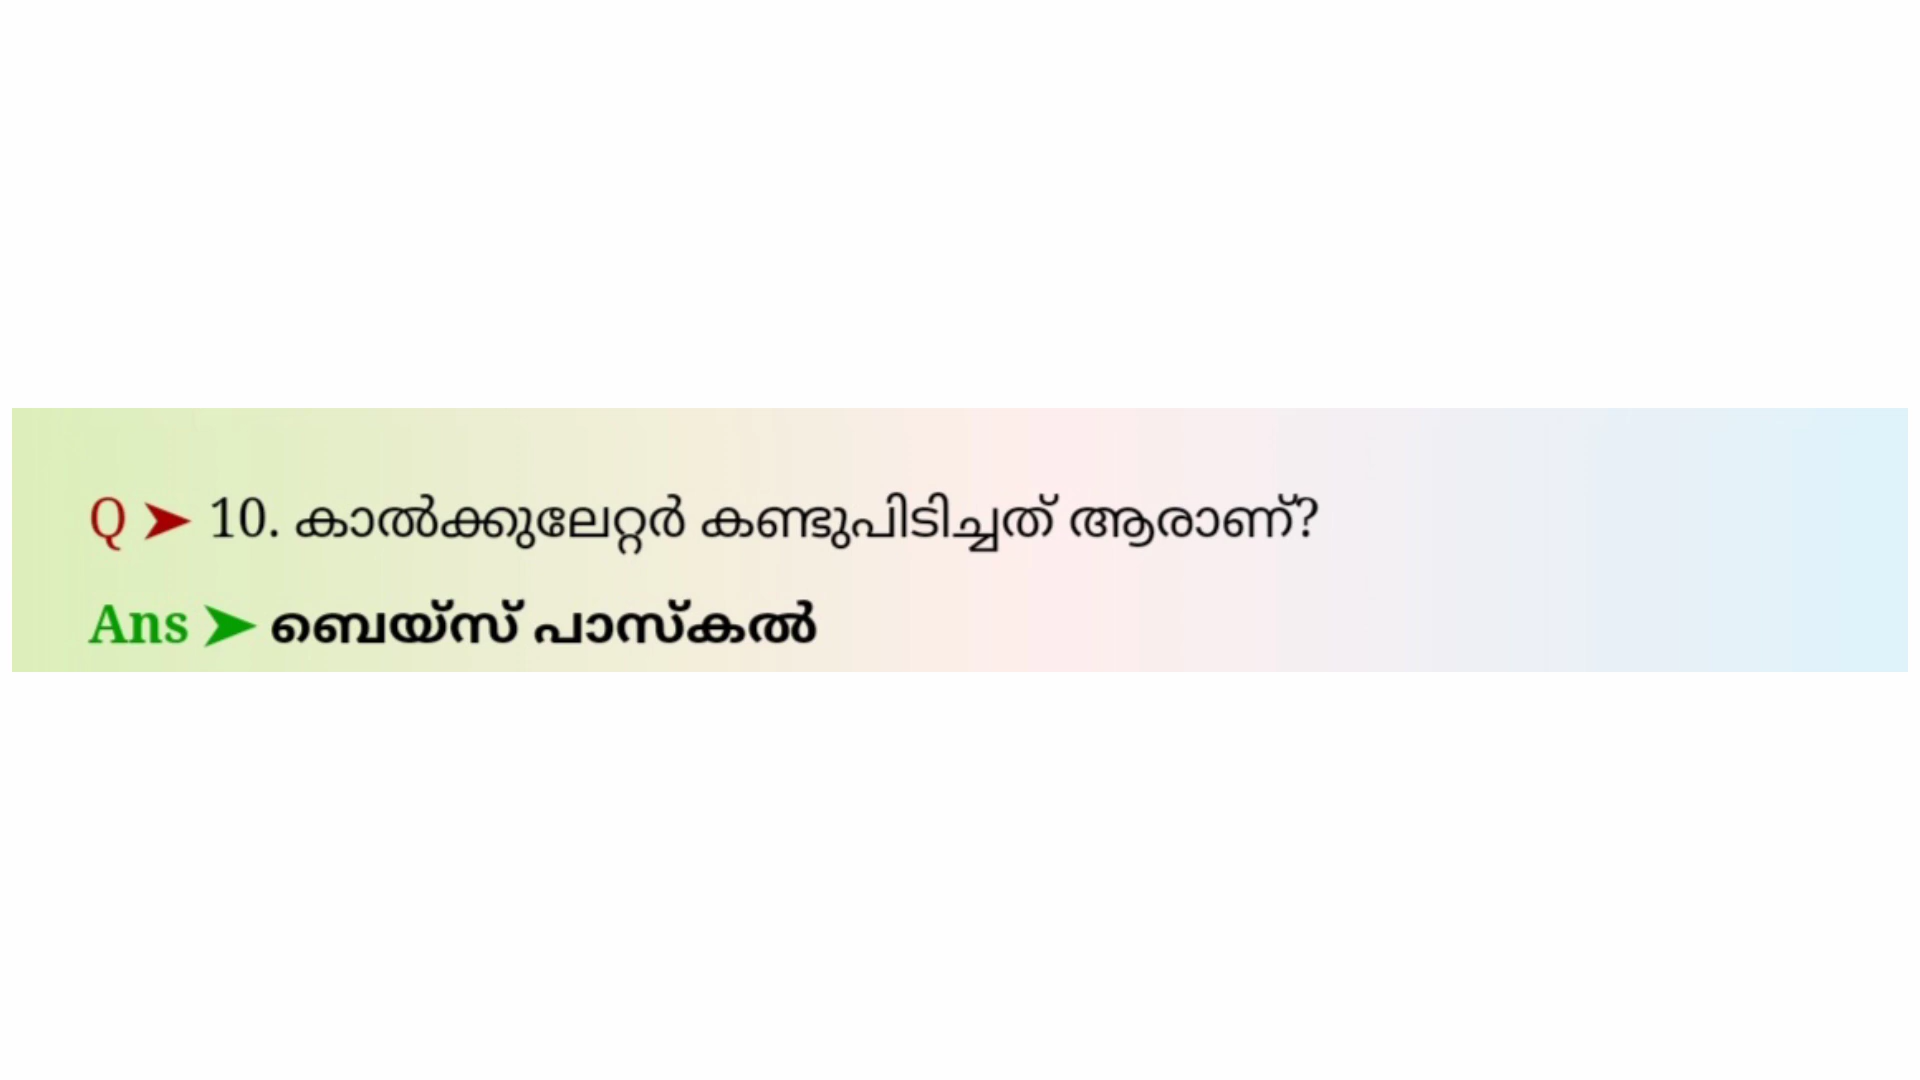 Q ➤ 10. കാൽക്കുലേറ്റർ കണ്ടുപിടിച്ചത് ആരാണ്?
Ans ➤ ബെയ്സ് പാസ്കൽ